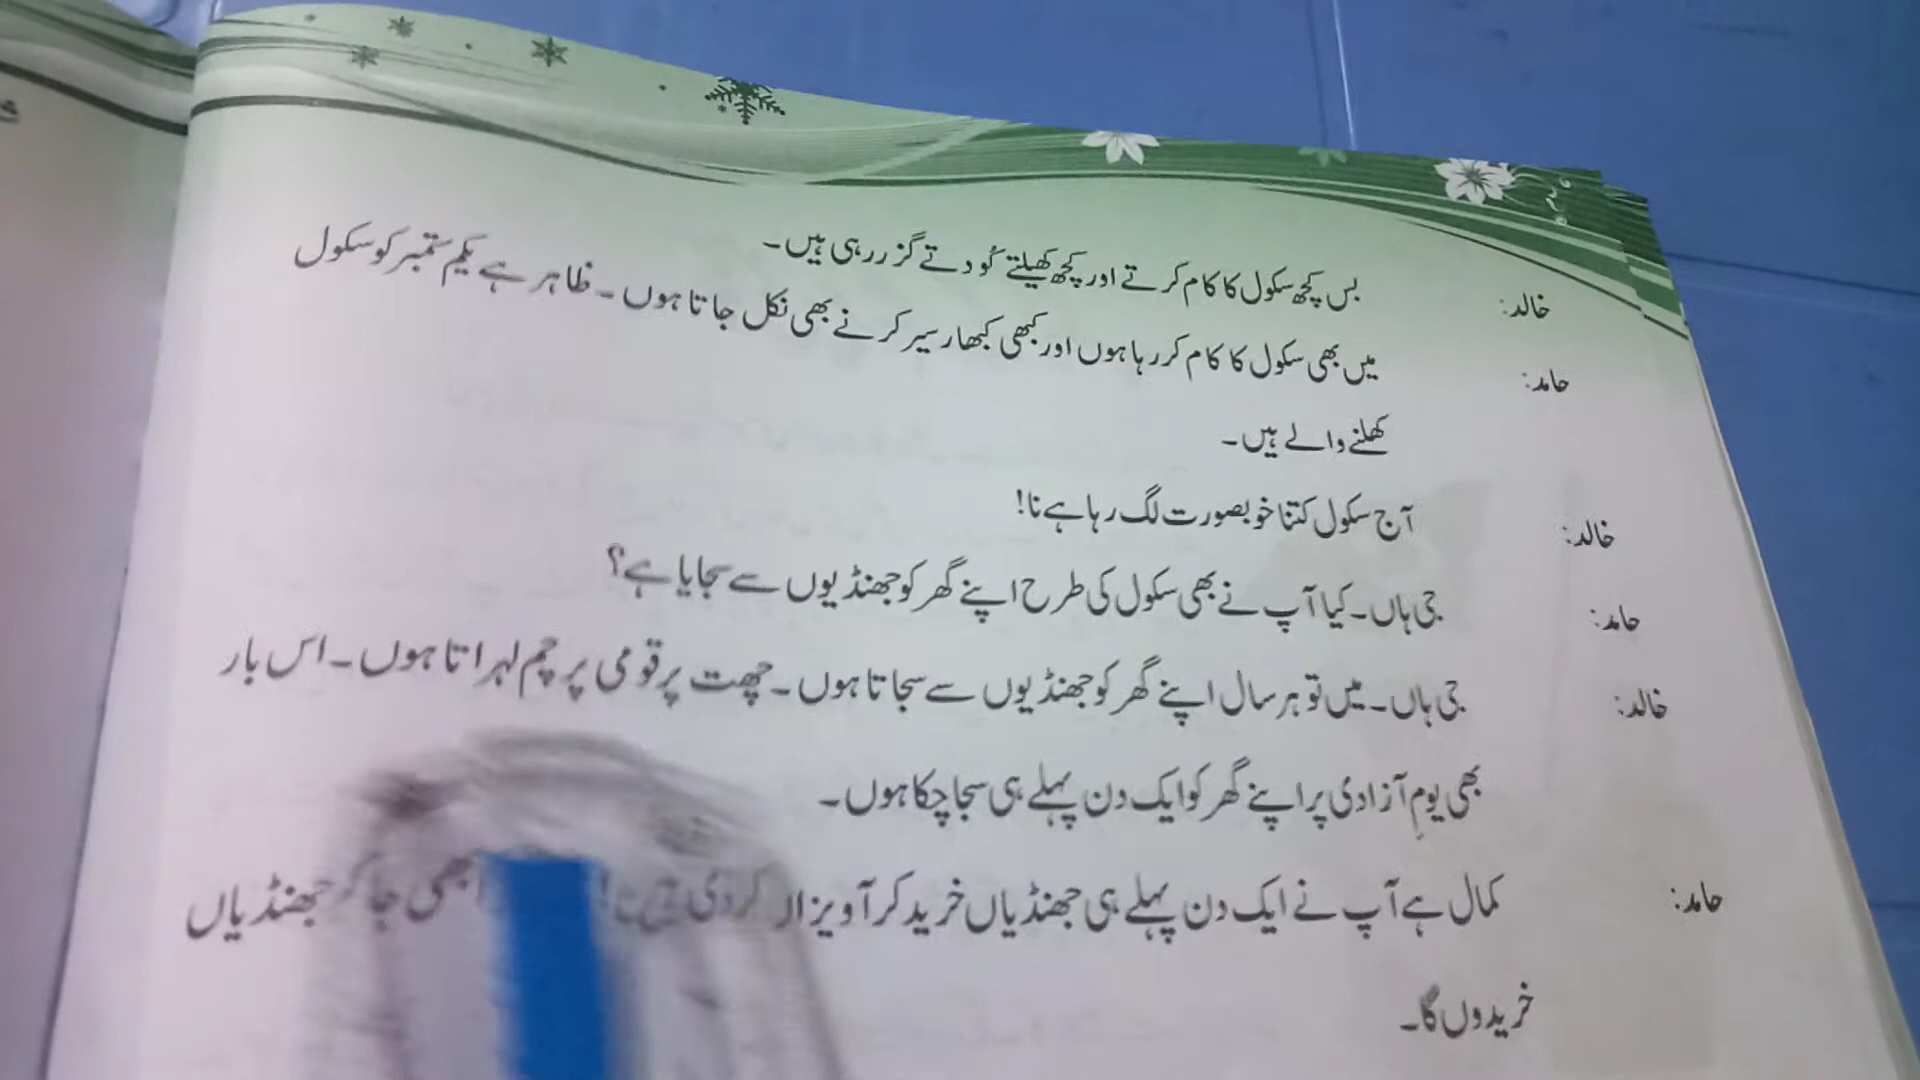 خالد: بس کچھ سکول کا کام کرتے اور کچھ کھیلتے کُودتے گزر رہی ہیں۔
حامد: میں بھی سکول کا کام کر رہا ہوں اور کبھی کبھار سیر کرنے بھی نکل جاتا ہوں۔ ظاہر ہے یکم ستمبر کو سکول
کھلنے والے ہیں۔
خالد: آج سکول کتنا خوبصورت لگ رہا ہے نا!
حامد: جی ہاں۔ کیا آپ نے بھی سکول کی طرح اپنے گھر کو جھنڈیوں سے سجایا ہے؟
خالد: جی ہاں۔ میں تو ہر سال اپنے گھر کو جھنڈیوں سے سجاتا ہوں۔ چھت پر قومی پرچم لہراتا ہوں۔ اس بار
بھی یومِ آزادی پر اپنے گھر کو ایک دن پہلے ہی سجا چکا ہوں۔
حامد: کمال ہے آپ نے ایک دن پہلے ہی جھنڈیاں خرید کر آویزاں کر دی ہیں! ابھی جا کر جھنڈیاں
خریدوں گا۔